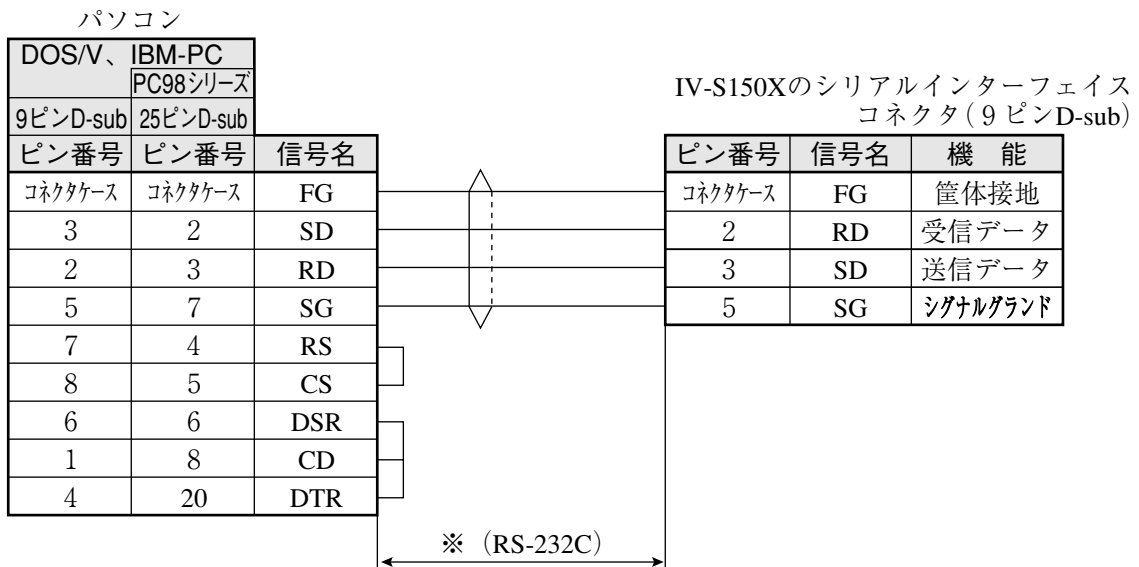 パソコン
DOS/V、IBM-PC
PC98シリーズ
9ピンD-sub 25ピンD-sub
ピン番号 ピン番号 信号名
コネクタケース コネクタケース FG
3 2 SD
2 3 RD
5 7 SG
7 4 RS
8 5 CS
6 6 DSR
1 8 CD
4 20 DTR
IV-S150Xのシリアルインターフェイス
コネクタ(９ピンD-sub)
ピン番号 信号名 機 能
コネクタケース FG 筐体接地
2 RD 受信データ
3 SD 送信データ
5 SG シグナルグランド
※ (RS-232C)